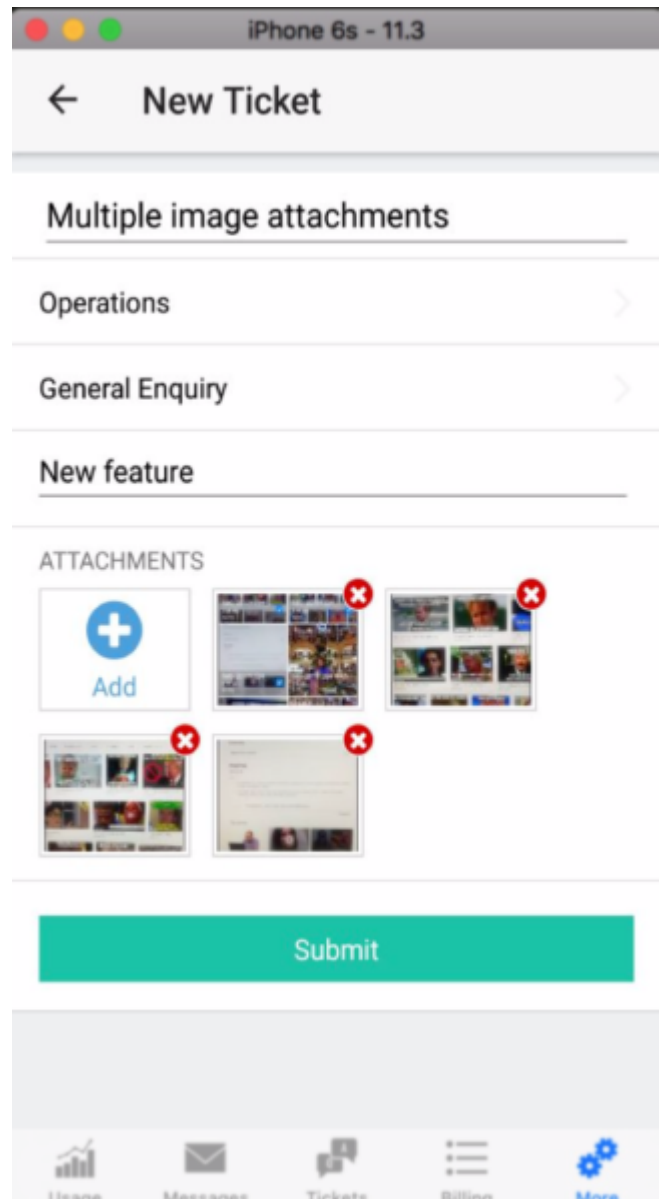 iPhone 6s - 11.3
New Ticket
Multiple image attachments
Operations
General Enquiry
New feature
ATTACHMENTS
Add
Submit
Usage Messages Tickets Billing More